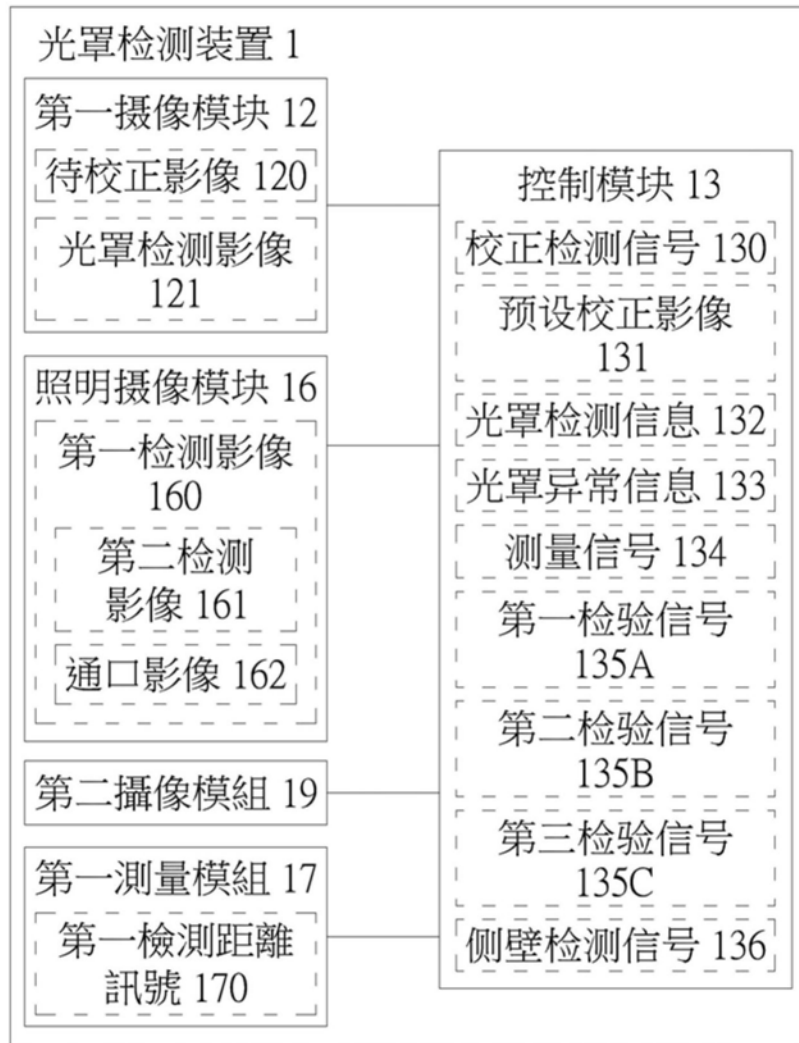 光罩检测装置 1
第一摄像模块 12
待校正影像 120
光罩检测影像
121
照明摄像模块 16
第一检测影像
160
第二检测
影像 161
通口影像 162
第二攝像模組 19
第一測量模組 17
第一檢測距離
訊號 170
控制模块 13
校正检测信号 130
预设校正影像
131
光罩检测信息 132
光罩异常信息 133
测量信号 134
第一检验信号
135A
第二检验信号
135B
第三检验信号
135C
侧壁检测信号 136